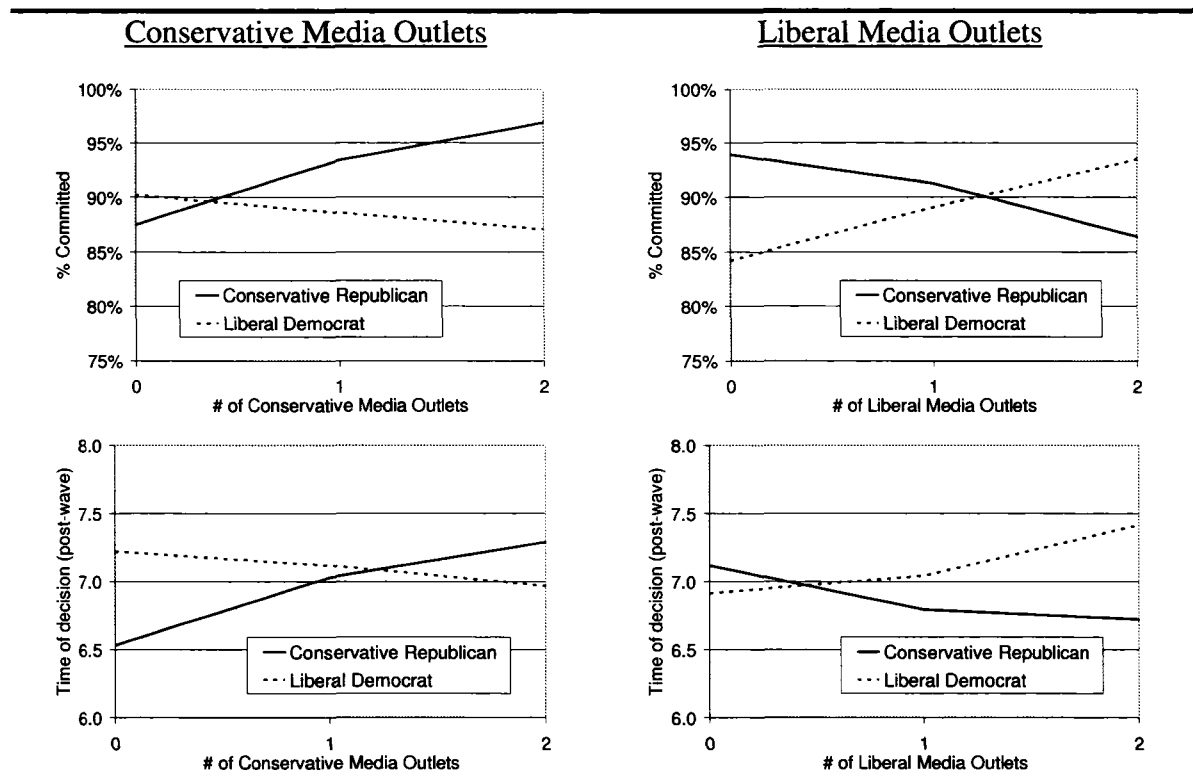 Conservative Media Outlets
Liberal Media Outlets
100%
95%
90%
85%
80%
75%
% Committed
Conservative Republican
Liberal Democrat
0
1
2
# of Conservative Media Outlets
100%
95%
90%
85%
80%
75%
% Committed
Conservative Republican
Liberal Democrat
0
1
2
# of Liberal Media Outlets
8.0
7.5
7.0
6.5
6.0
Time of decision (post-wave)
Conservative Republican
Liberal Democrat
0
1
2
# of Conservative Media Outlets
8.0
7.5
7.0
6.5
6.0
Time of decision (post-wave)
Conservative Republican
Liberal Democrat
0
1
2
# of Liberal Media Outlets